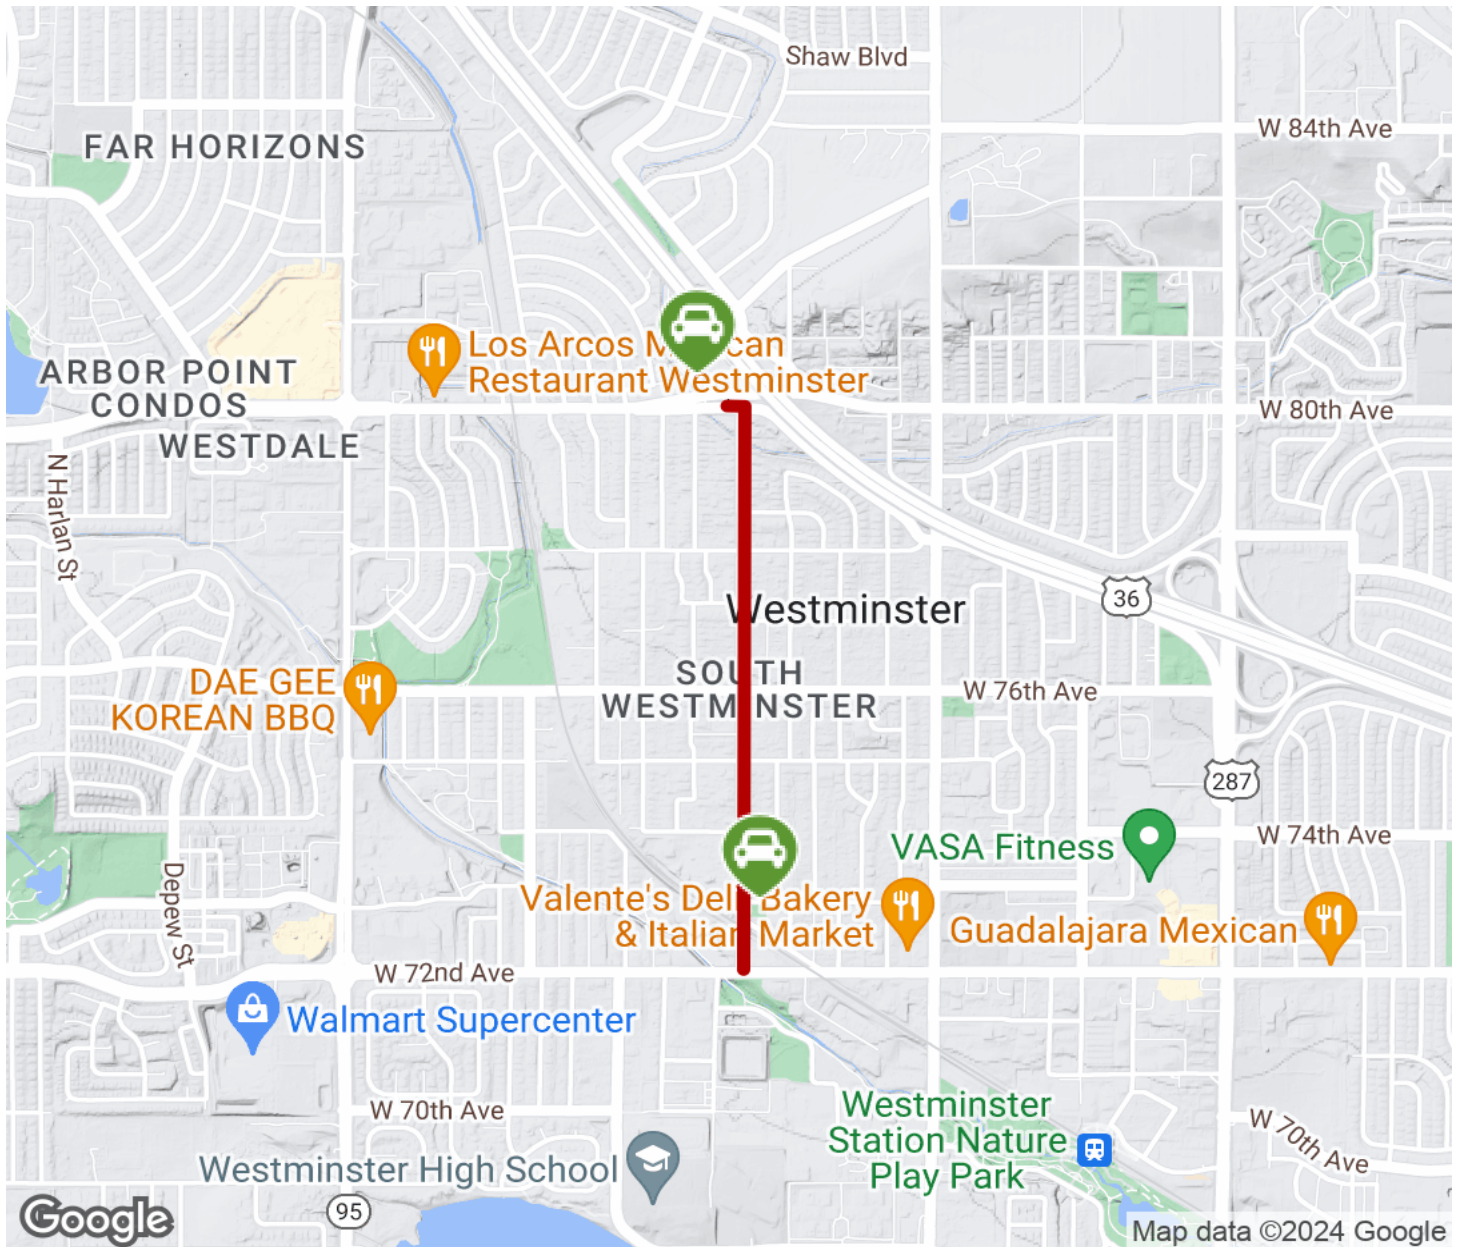 Shaw Blvd
W 84th Ave
FAR HORIZONS
Los Arcos Mexican
Restaurant Westminster
ARBOR POINT
CONDOS
W 80th Ave
WESTDALE
N Harlan St
36
Westminster
SOUTH
WESTMINSTER
DAE GEE
KOREAN BBQ
W 76th Ave
287
VASA Fitness
W 74th Ave
Depew St
Valente's Deli Bakery
& Italian Market
Guadalajara Mexican
W 72nd Ave
Walmart Supercenter
W 70th Ave
Westminster
Station Nature
Play Park
W 70th Ave
Westminster High School
95
Google
Map data ©2024 Google